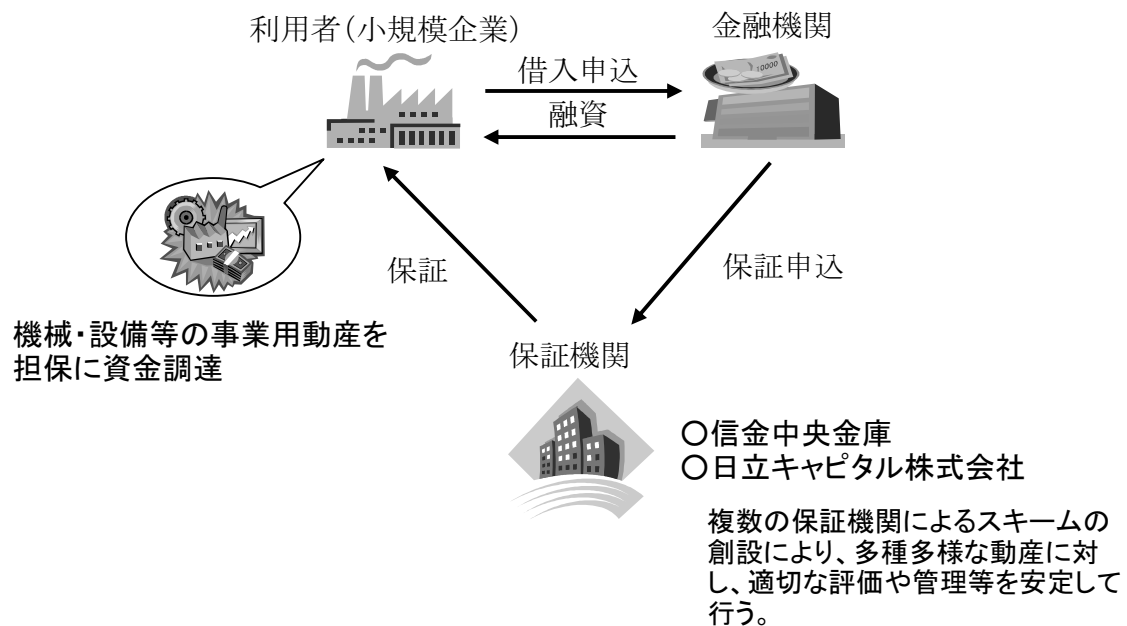 利用者(小規模企業)
金融機関
借入申込
融資
10000
保証
保証申込
機械・設備等の事業用動産を
担保に資金調達
保証機関
○信金中央金庫
○日立キャピタル株式会社
複数の保証機関によるスキームの
創設により、多種多様な動産に対
し、適切な評価や管理等を安定して
行う。